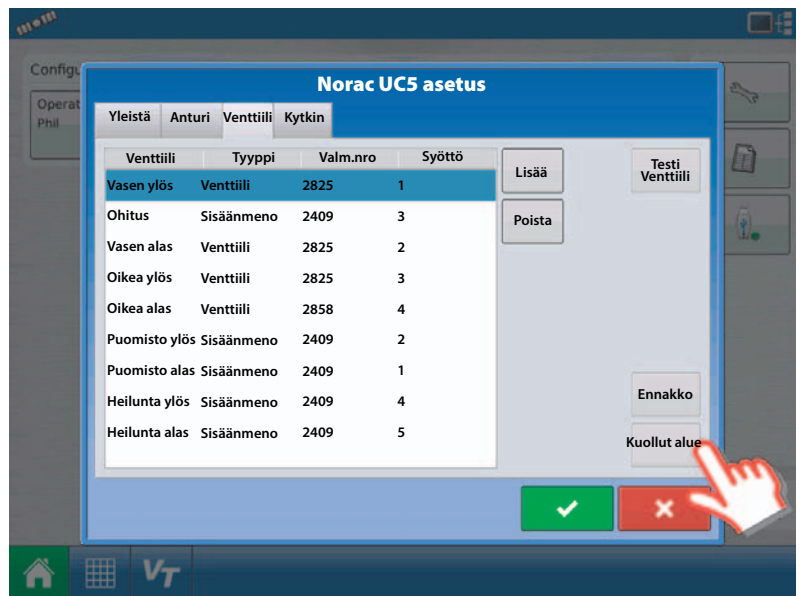 Configu
Operat
Phil
Norac UC5 asetus
Yleistä Anturi Venttiili Kytkin
Venttiili Tyyppi Valm.nro Syöttö
Vasen ylös Venttiili 2825 1
Ohitus Sisäänmeno 2409 3
Vasen alas Venttiili 2825 2
Oikea ylös Venttiili 2825 3
Oikea alas Venttiili 2858 4
Puomisto ylös Sisäänmeno 2409 2
Puomisto alas Sisäänmeno 2409 1
Heilunta ylös Sisäänmeno 2409 4
Heilunta alas Sisäänmeno 2409 5
Lisää
Poista
Testi
Venttiili
Ennakko
Kuollut alue
VT